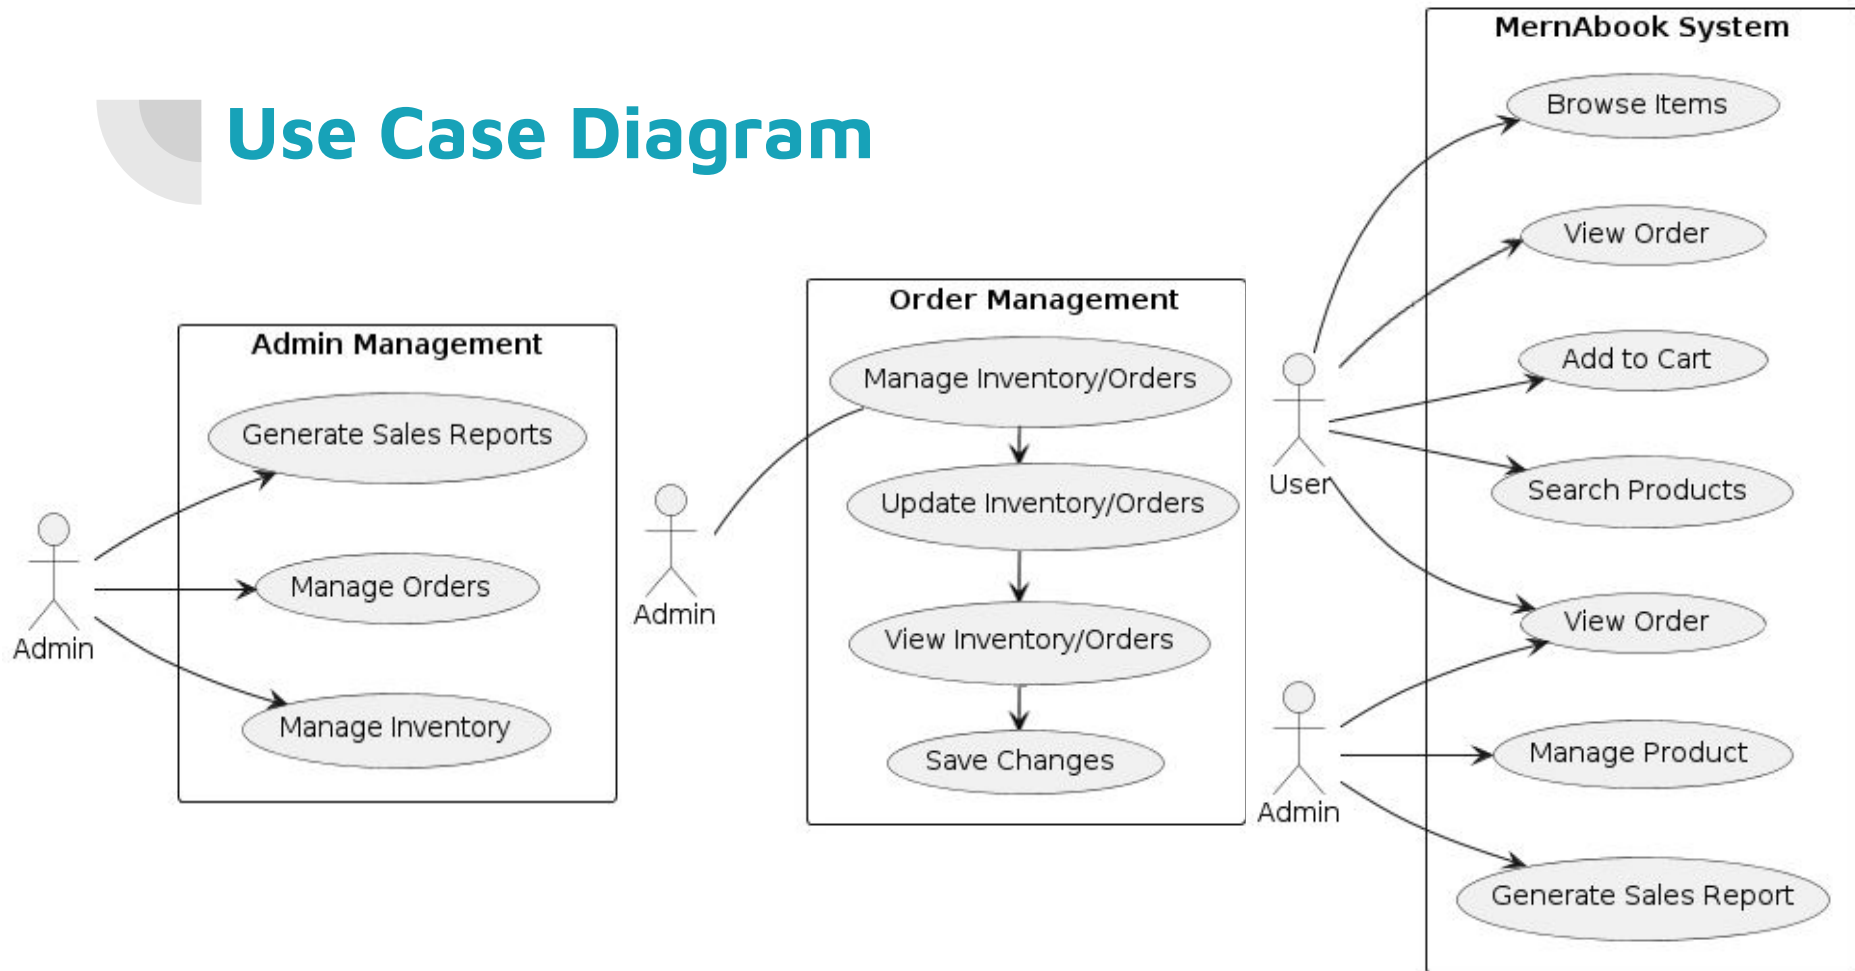 Use Case Diagram
Admin Management
Generate Sales Reports
Manage Orders
Manage Inventory
Admin
Order Management
Manage Inventory/Orders
Update Inventory/Orders
View Inventory/Orders
Save Changes
Admin
MernAbook System
Browse Items
View Order
Add to Cart
Search Products
View Order
Manage Product
Generate Sales Report
User
Admin